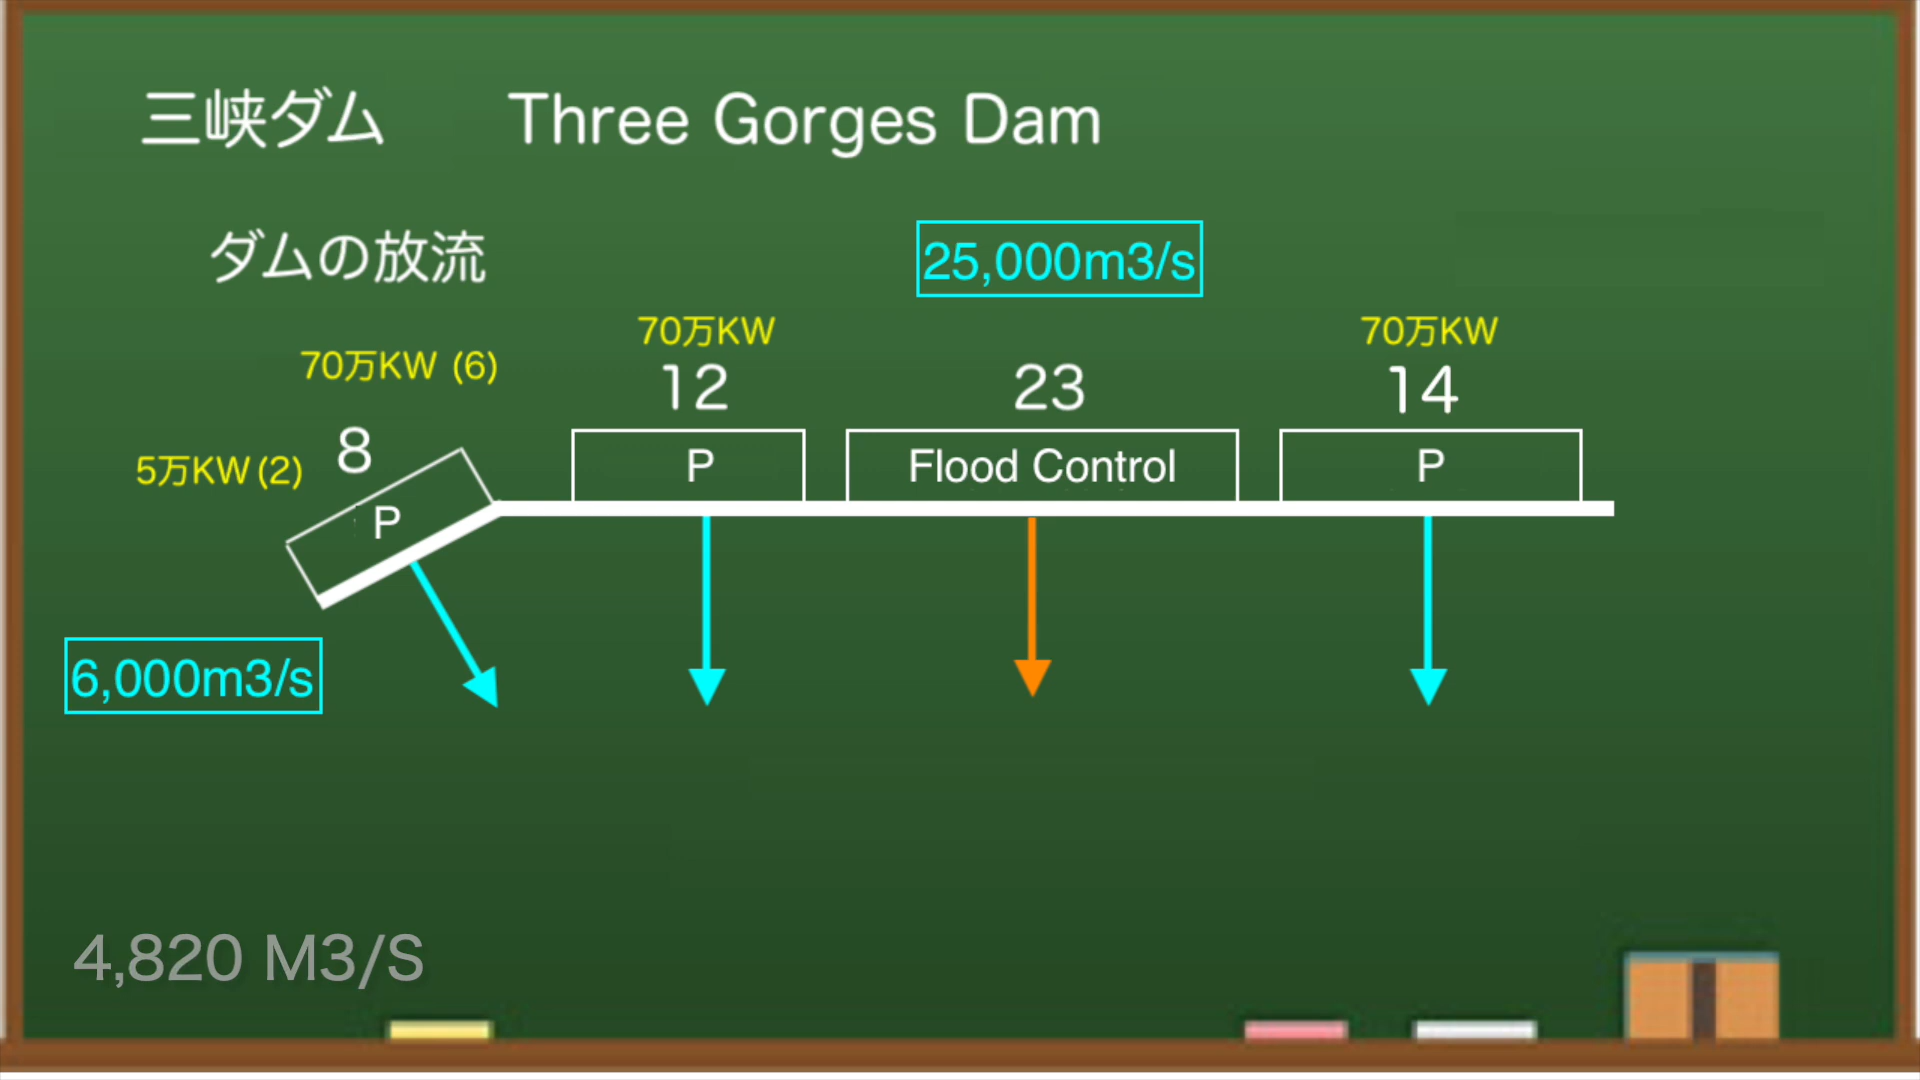 三峡ダム Three Gorges Dam
ダムの放流
25,000m3/s
70万KW
70万KW
70万KW (6)
12
23
14
8
5万KW (2)
P
Flood Control
P
P
6,000m3/s
4,820 M3/S